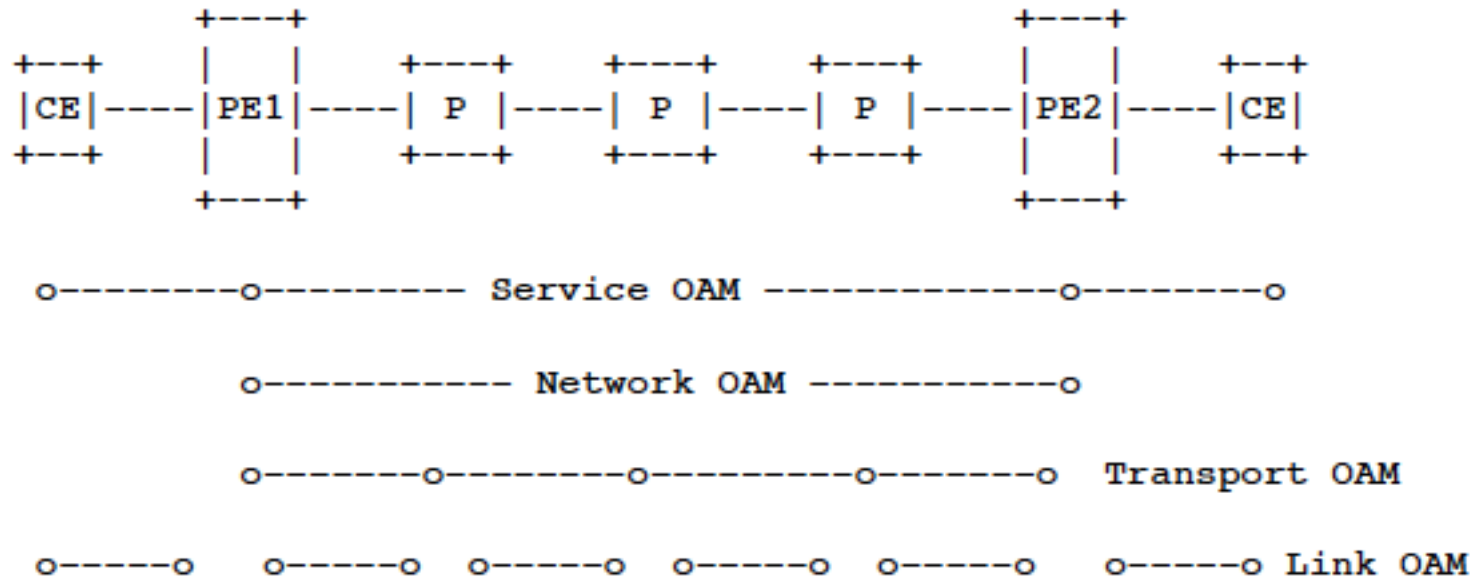 +---+                               +---+
+--+    |   |    +---+   +---+   +---+    |   |    +--+
|CE|----|PE1|----| P |----| P |----| P |----|PE2|----|CE|
+--+    |   |    +---+   +---+   +---+    |   |    +--+
        +---+                               +---+
o--------o--------- Service OAM -------------o--------o
o----------- Network OAM -----------o
o-------o--------o---------o-------o Transport OAM
o-----o o-----o o-----o o-----o o-----o o-----o Link OAM